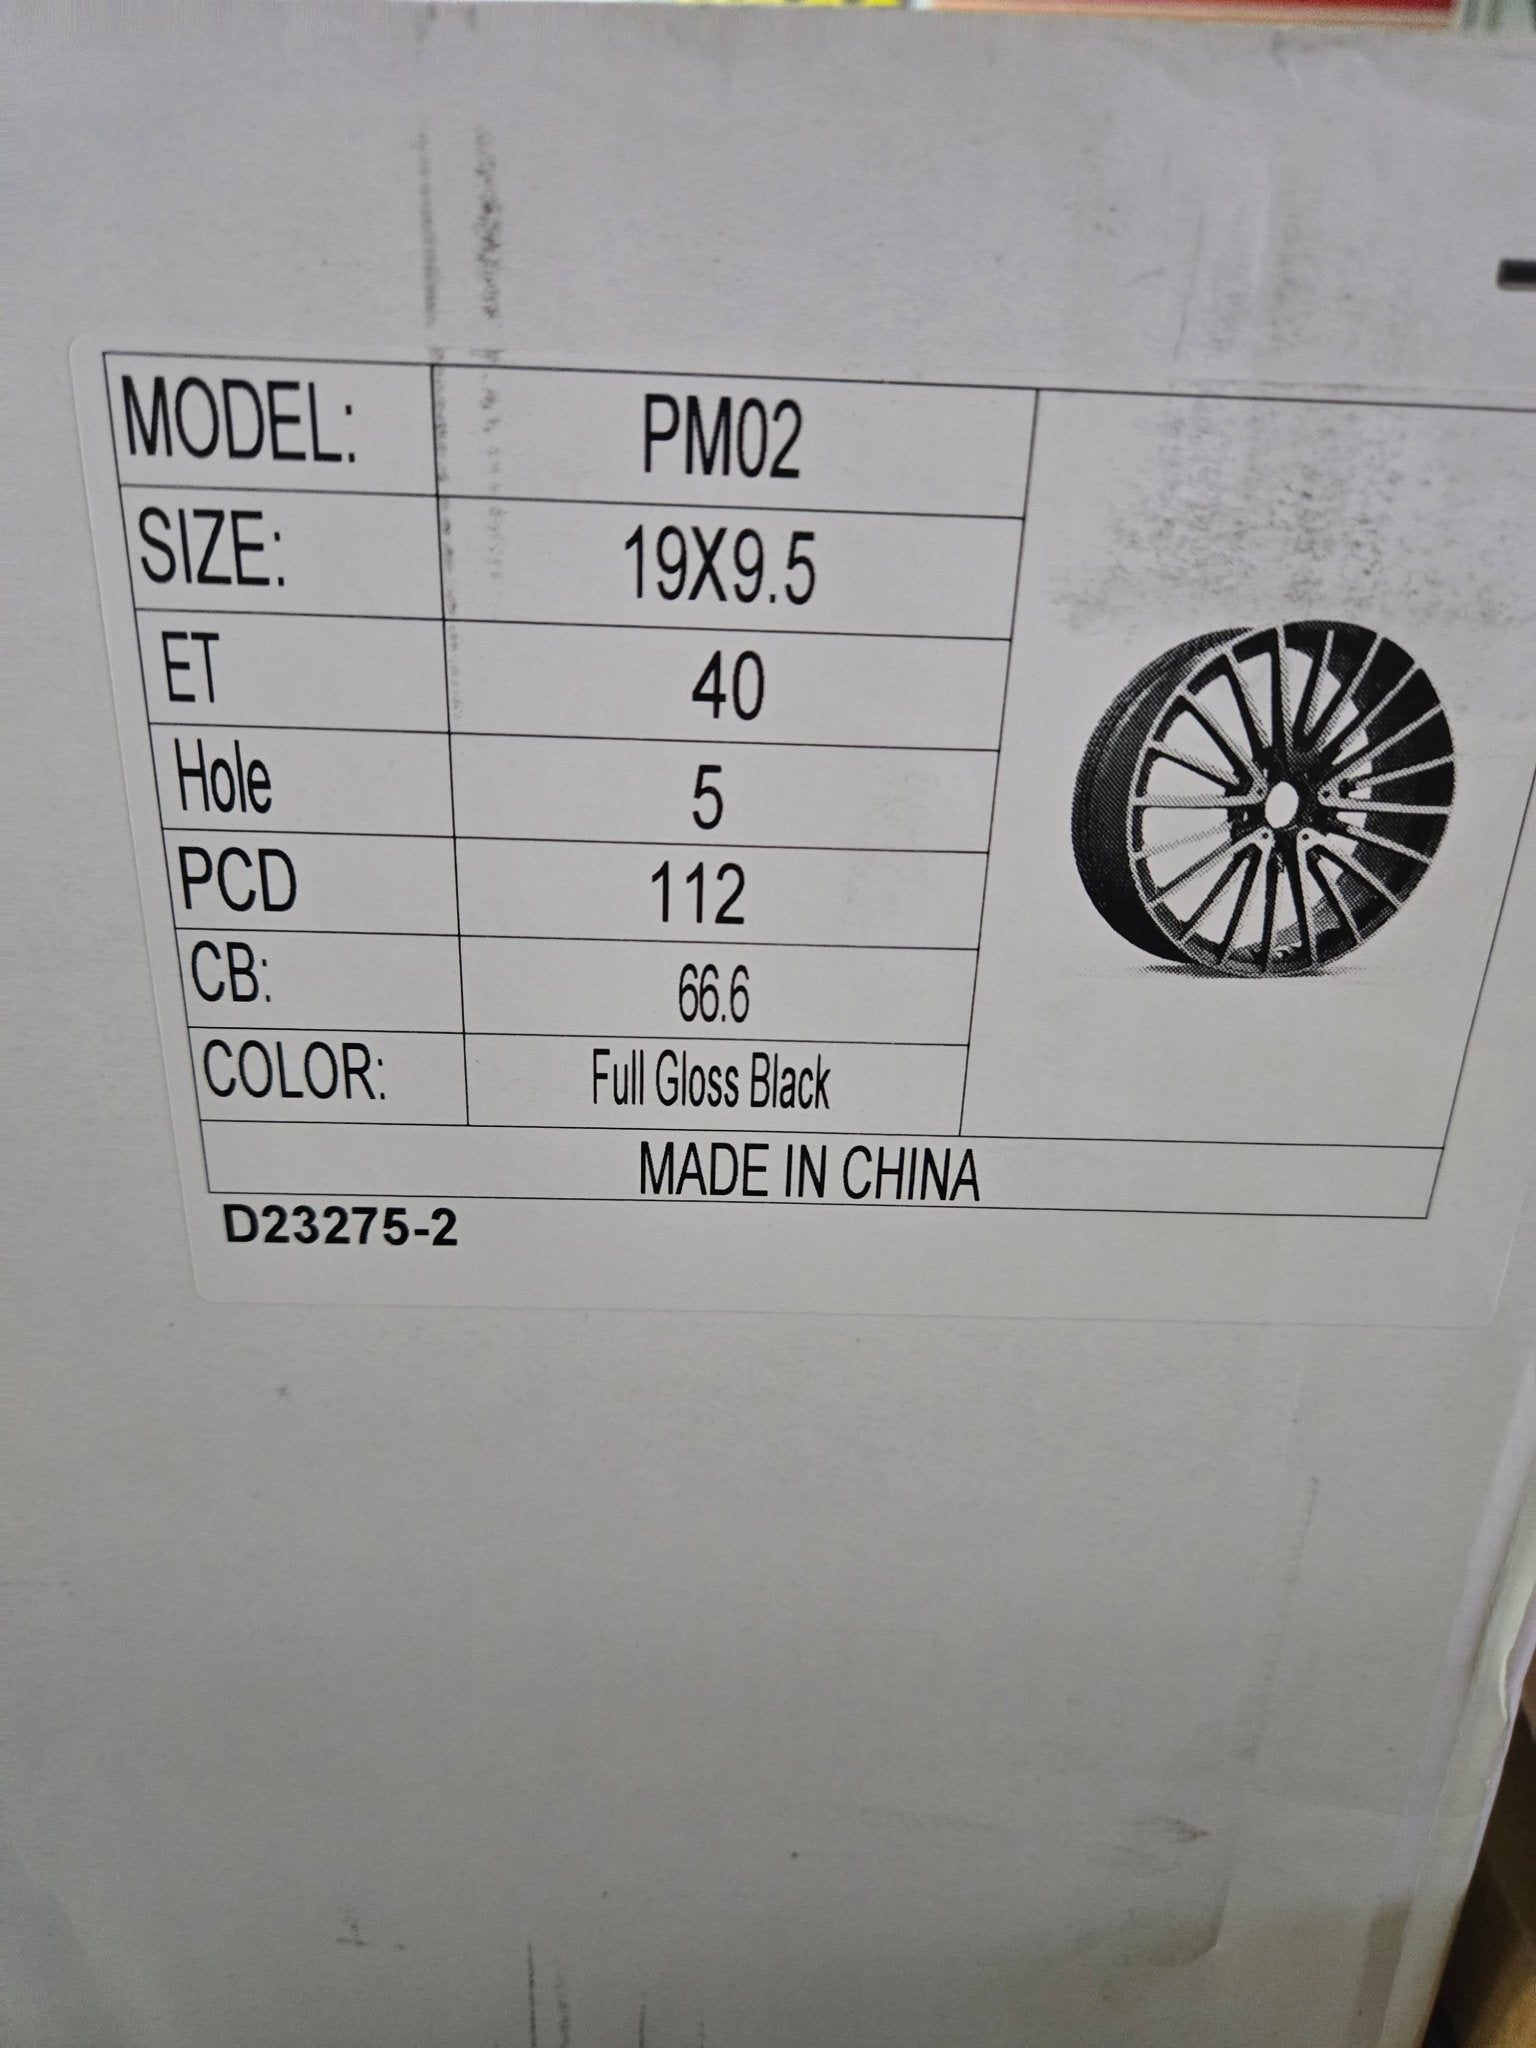 MODEL: PM02
SIZE: 19X9.5
ET 40
Hole 5
PCD 112
CB: 66.6
COLOR: Full Gloss Black
MADE IN CHINA
D23275-2